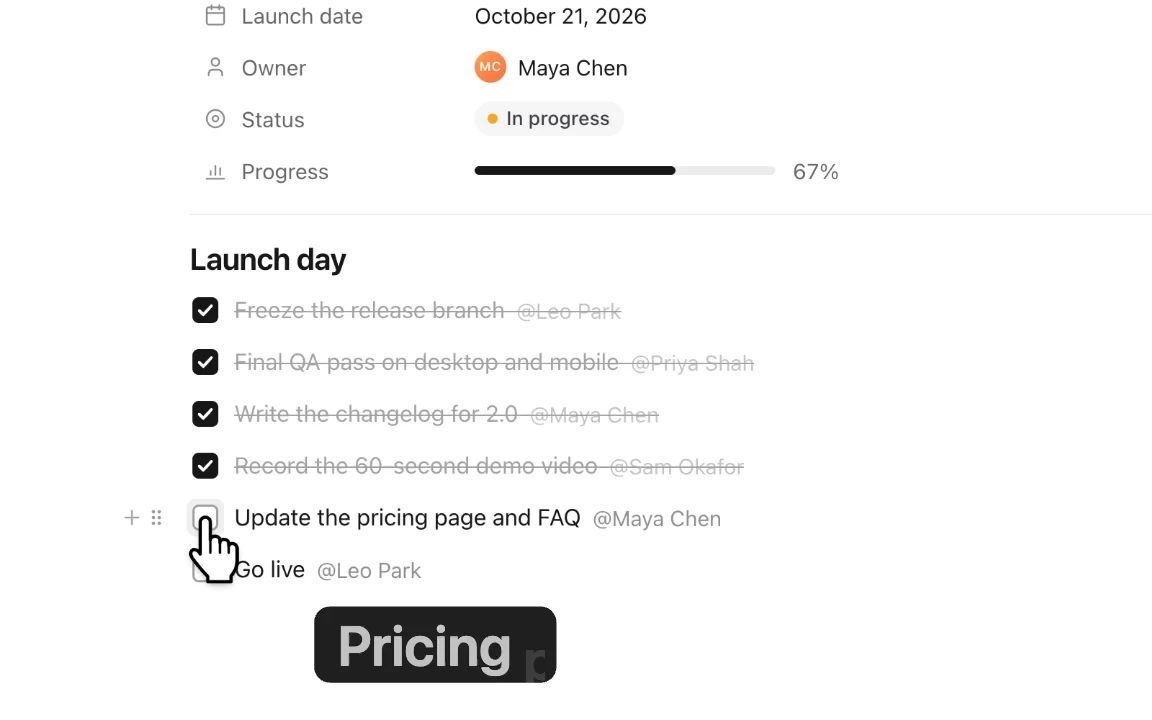 Launch date October 21, 2026
Owner MC Maya Chen
Status In progress
Progress 67%
Launch day
Freeze the release branch @Leo Park
Final QA pass on desktop and mobile @Priya Shah
Write the changelog for 2.0 @Maya Chen
Record the 60-second demo video @Sam Okafor
Update the pricing page and FAQ @Maya Chen
Go live @Leo Park
Pricing